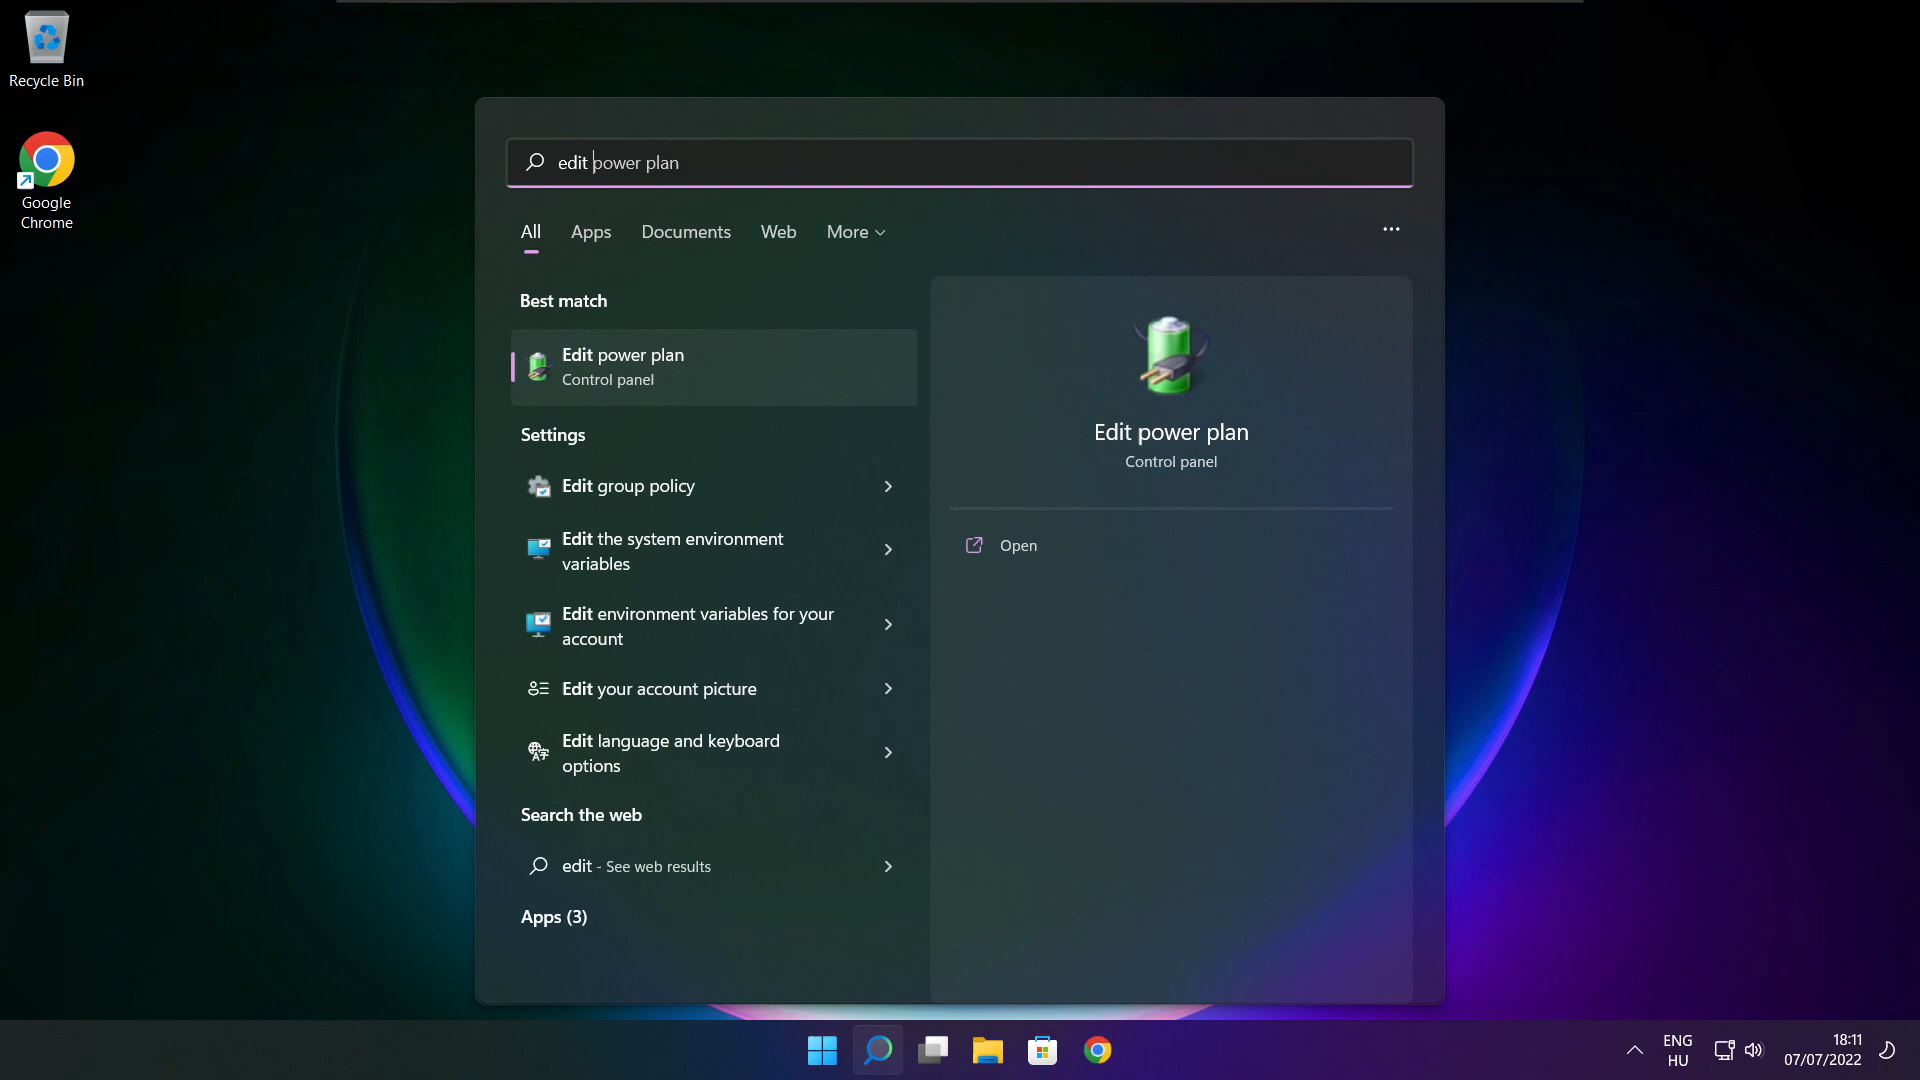 Recycle Bin
Google
Chrome
edit power plan
All Apps Documents Web More
Best match
Edit power plan
Control panel
Settings
Edit group policy
Edit the system environment
variables
Edit environment variables for your
account
Edit your account picture
Edit language and keyboard
options
Search the web
edit - See web results
Apps (3)
Edit power plan
Control panel
Open
ENG
HU
18:11
07/07/2022